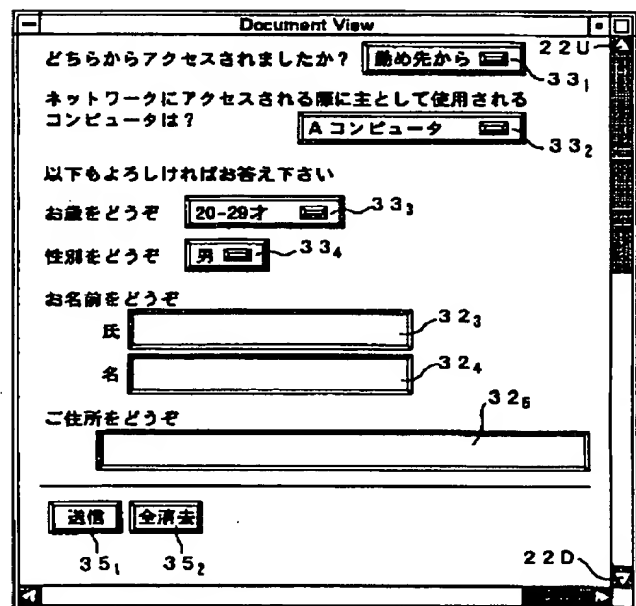 Document View
どちらからアクセスされましたか？ 勤め先から 22U
33₁
ネットワークにアクセスされる際に主として使用される
コンピュータは？ Aコンピュータ
33₂
以下もよろしければお答え下さい
お歳をどうぞ 20-29才 33₃
性別をどうぞ 男 33₄
お名前をどうぞ
氏 32₃
名 32₄
32₅
ご住所をどうぞ
送信 全消去
35₁ 35₂ 22D